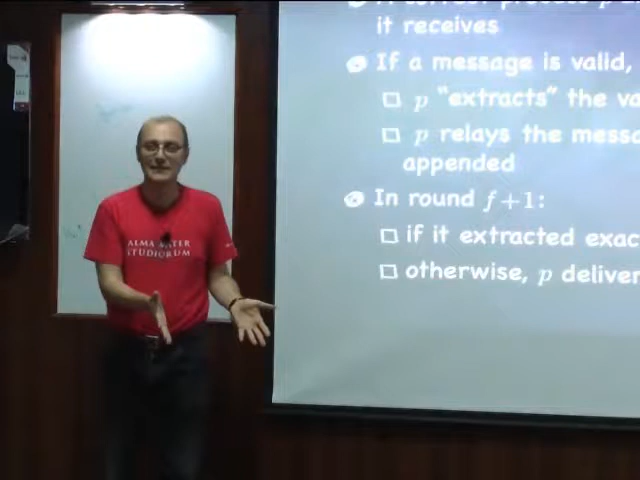 it receives
If a message is valid,
p "extracts" the va
p relays the messa
appended
In round f+1:
if it extracted exac
otherwise, p deliver
ALMA MATER
STUDIORUM